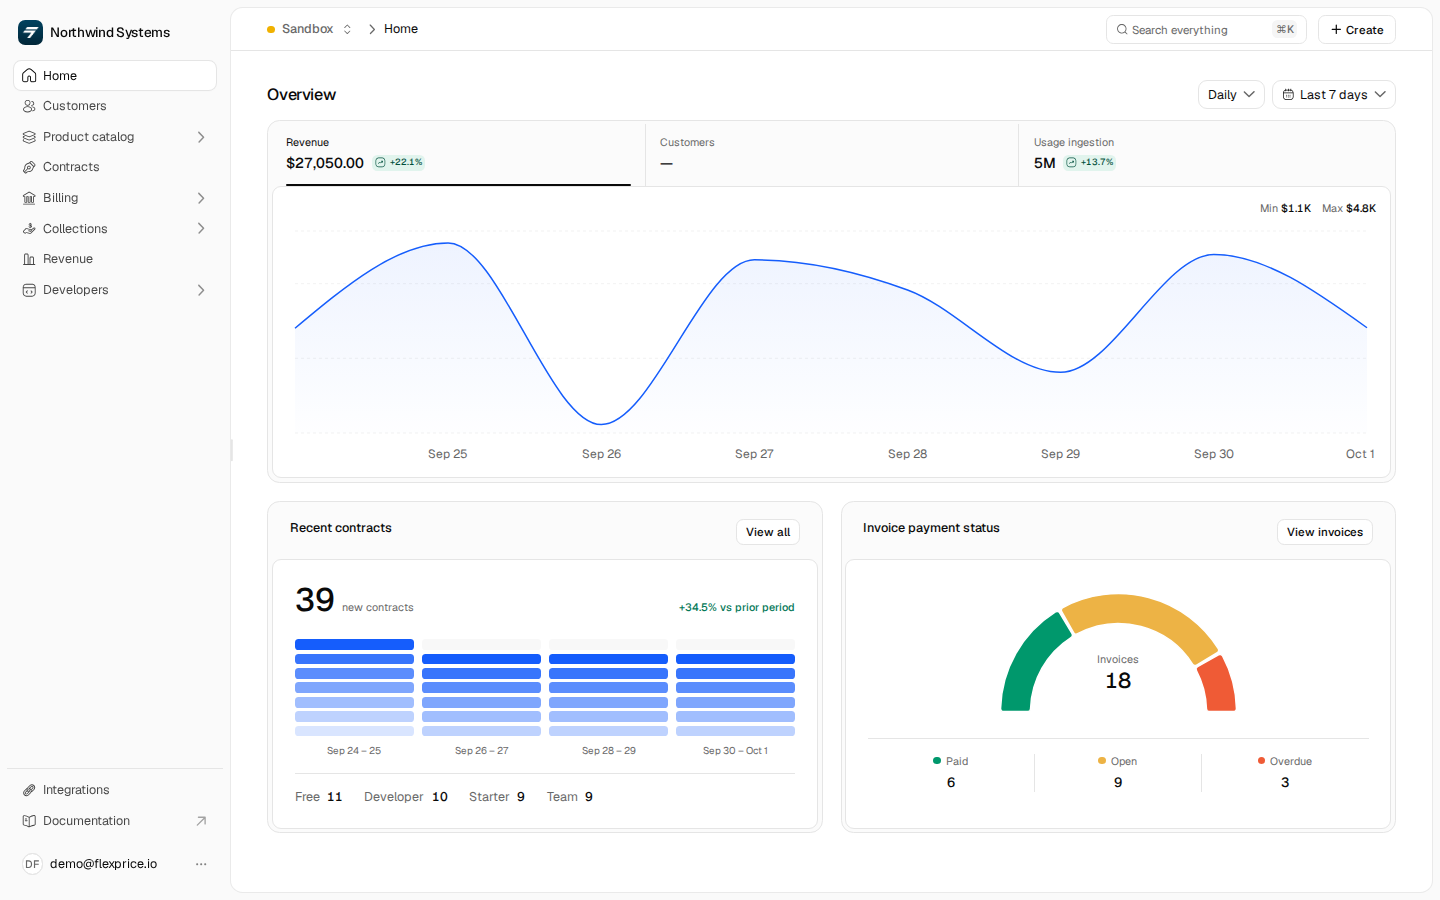 Northwind Systems
Home
Customers
Product catalog
Contracts
Billing
Collections
Revenue
Developers
Integrations
Documentation
DF demo@flexprice.io
Sandbox Home
Search everything ⌘K
Create
Overview
Daily Last 7 days
Revenue
$27,050.00 +22.1%
Customers
—
Usage ingestion
5M +13.7%
Min $1.1K Max $4.8K
Sep 25 Sep 26 Sep 27 Sep 28 Sep 29 Sep 30 Oct 1
Recent contracts
View all
39 new contracts
+34.5% vs prior period
Sep 24 – 25 Sep 26 – 27 Sep 28 – 29 Sep 30 – Oct 1
Free 11 Developer 10 Starter 9 Team 9
Invoice payment status
View invoices
Invoices
18
Paid
6
Open
9
Overdue
3